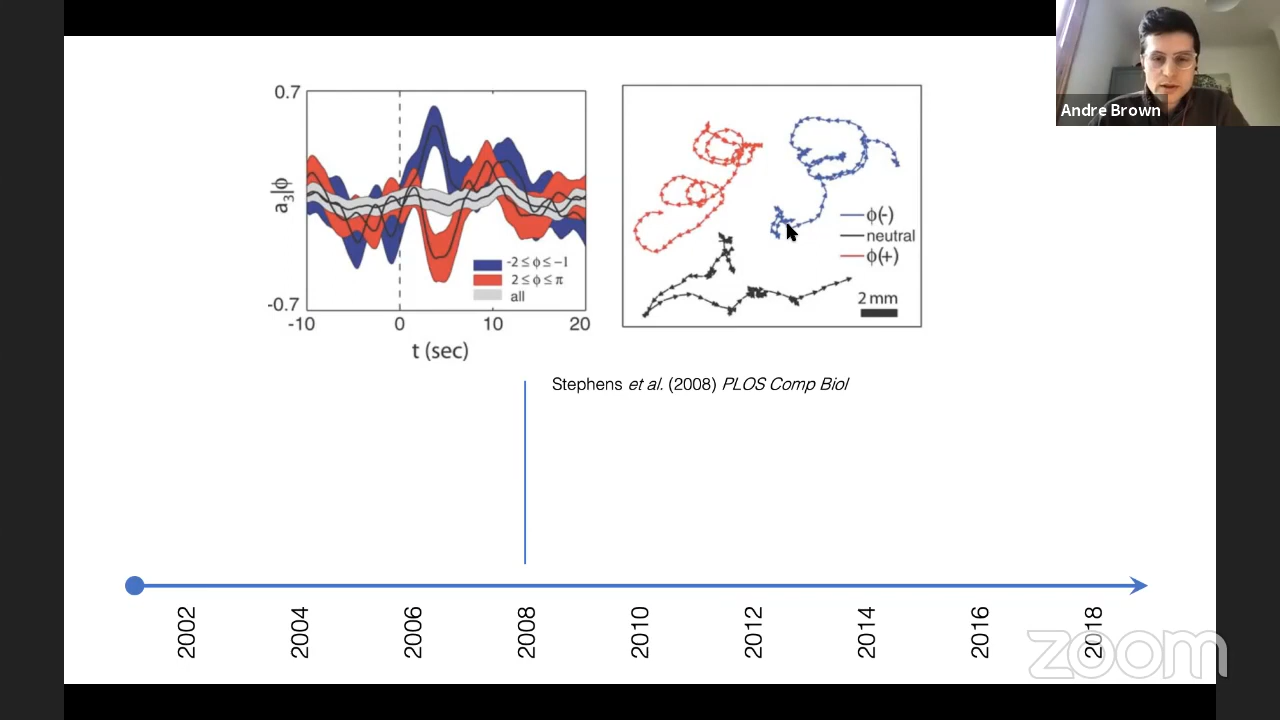 Andre Brown
0.7
a3|ϕ
-0.7
-10
0
10
20
t (sec)
-2 ≤ ϕ ≤ -1
2 ≤ ϕ ≤ π
all
ϕ(-)
neutral
ϕ(+)
2 mm
Stephens et al. (2008) PLOS Comp Biol
2002
2004
2006
2008
2010
2012
2014
2016
2018
zoom